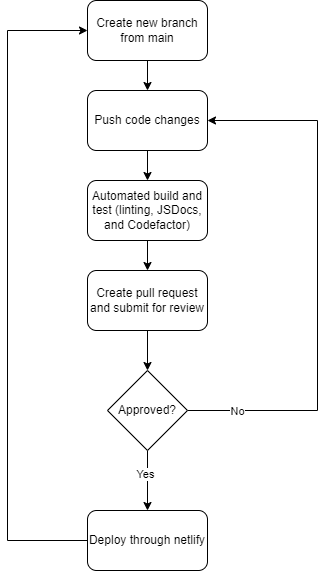 Create new branch
from main
Push code changes
Automated build and
test (linting, JSDocs,
and Codefactor)
Create pull request
and submit for review
Approved?
No
Yes
Deploy through netlify